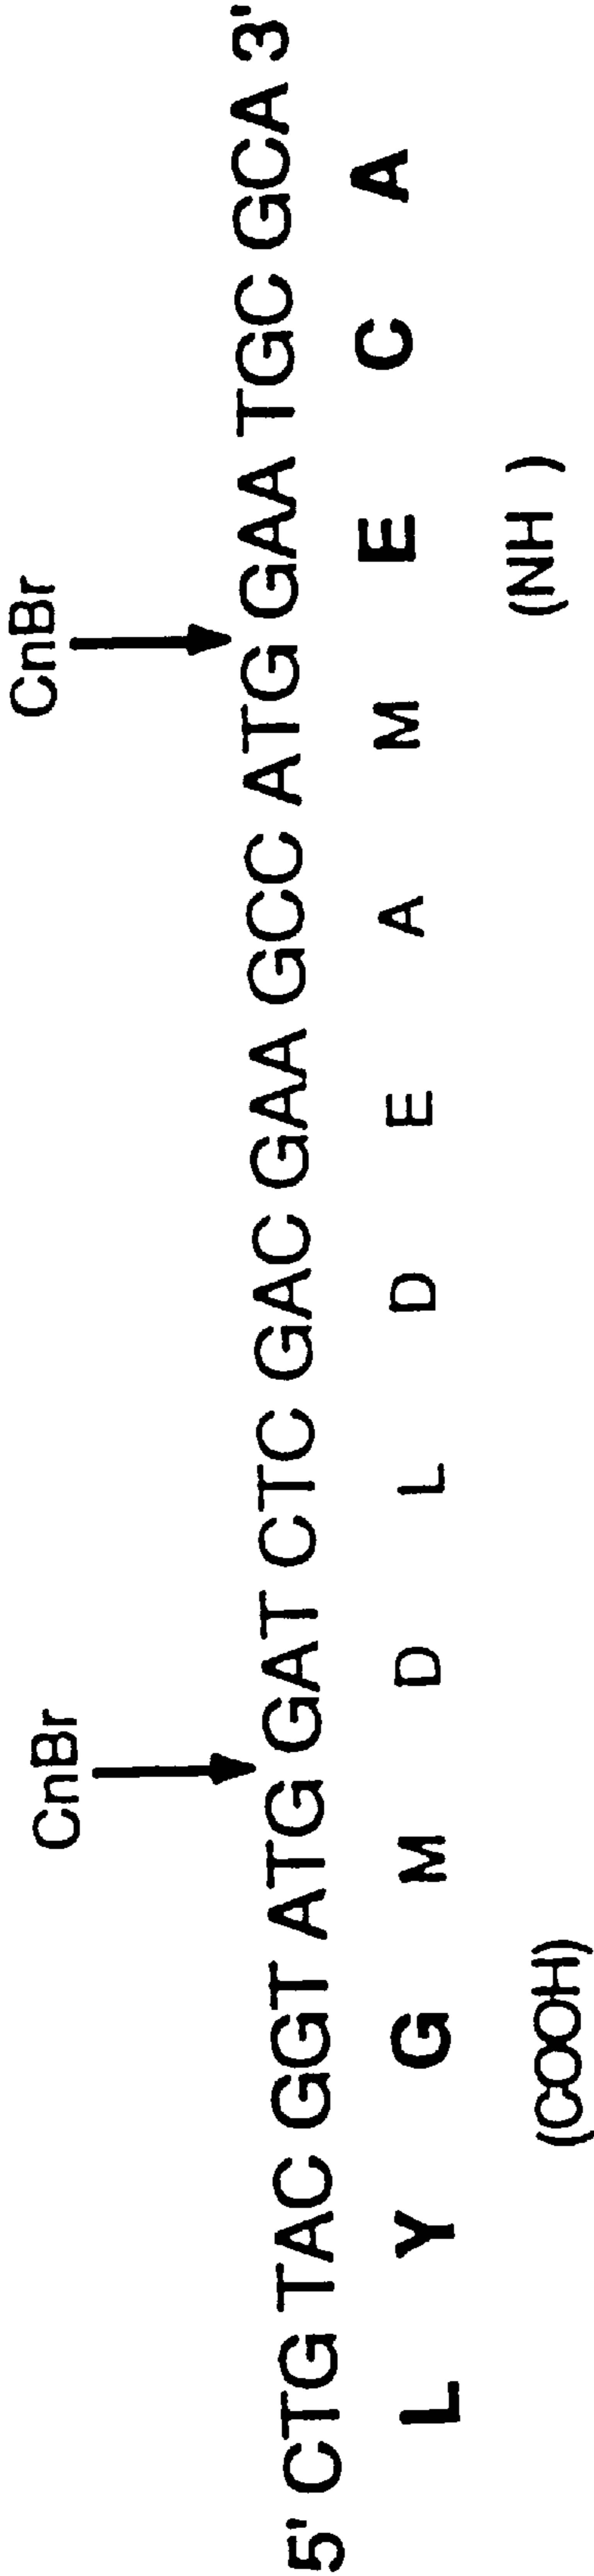 CnBr CnBr
5' CTG TAC GGT ATG GAT CTC GAC GAA GCC ATG GAA TGC GCA 3'
L Y G M D L D E A M E C A
(COOH) (NH )